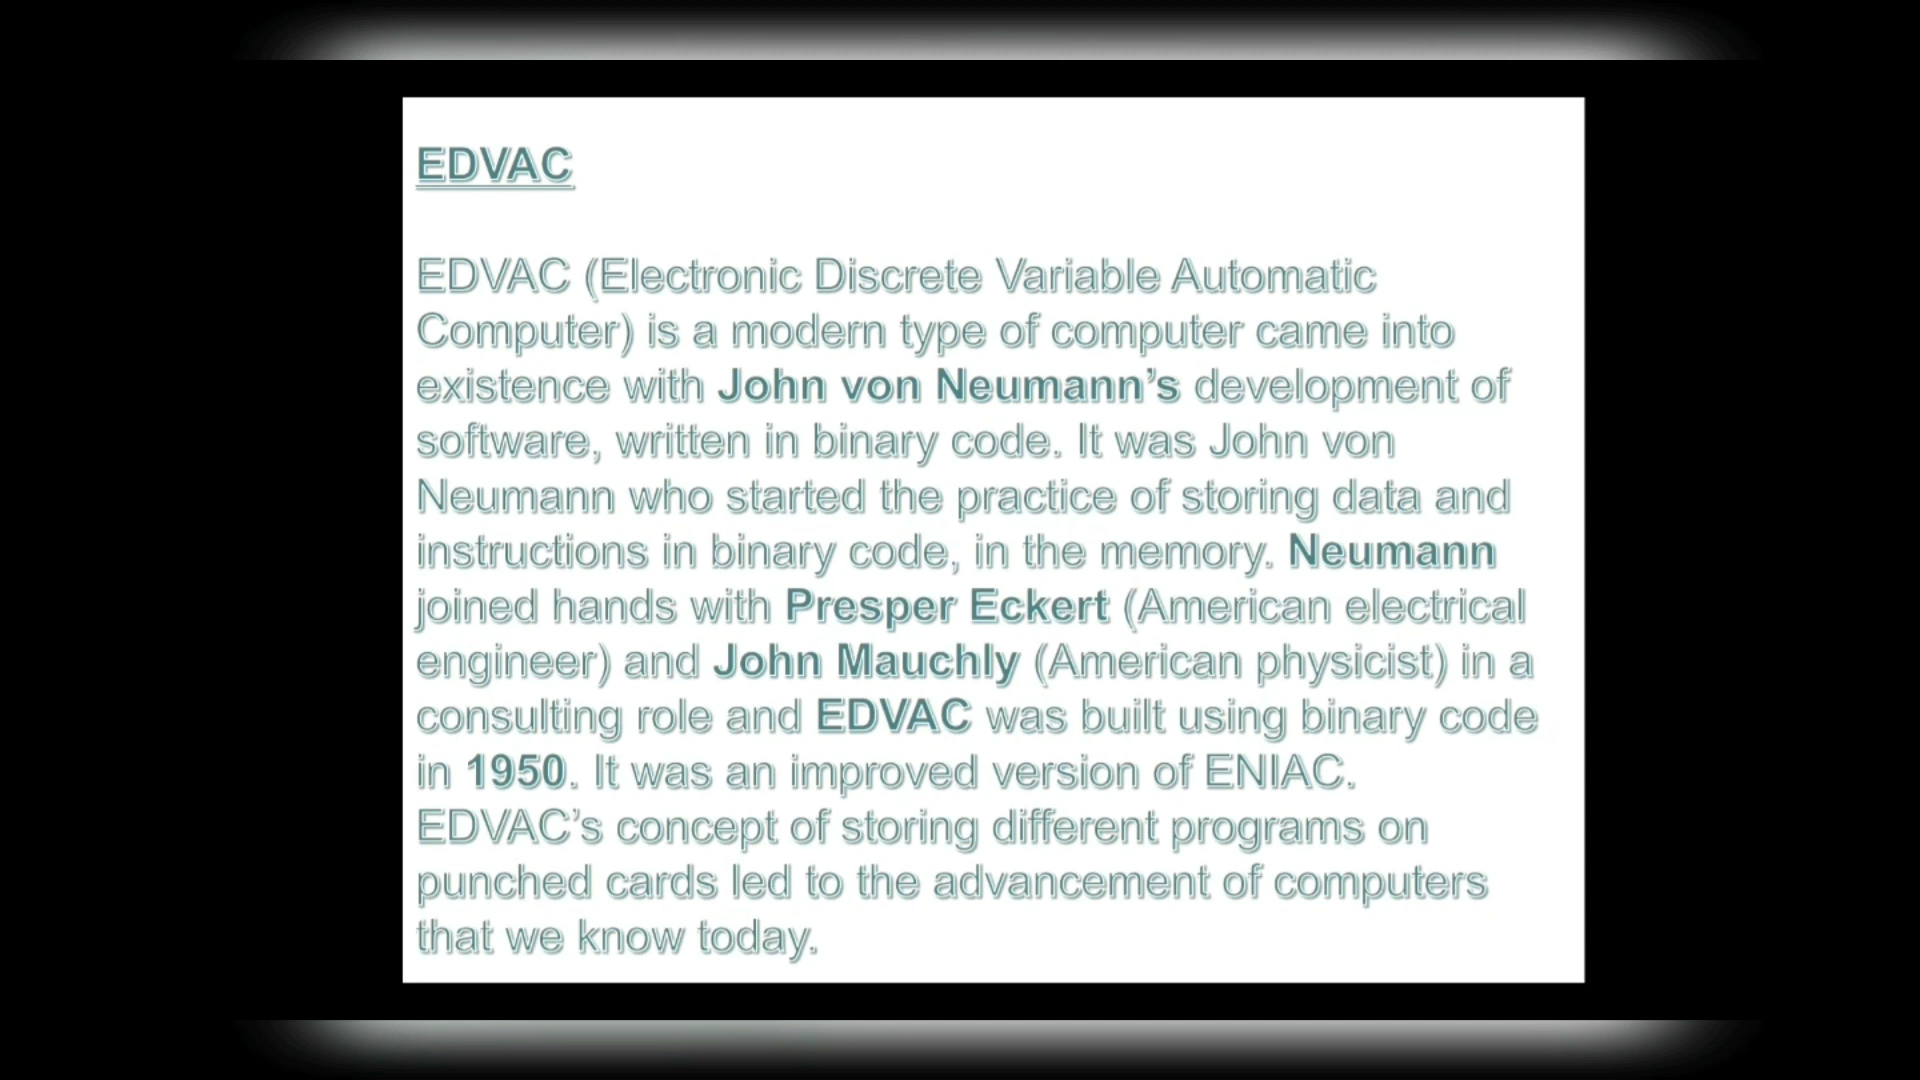 EDVAC
EDVAC (Electronic Discrete Variable Automatic
Computer) is a modern type of computer came into
existence with John von Neumann’s development of
software, written in binary code. It was John von
Neumann who started the practice of storing data and
instructions in binary code, in the memory. Neumann
joined hands with Presper Eckert (American electrical
engineer) and John Mauchly (American physicist) in a
consulting role and EDVAC was built using binary code
in 1950. It was an improved version of ENIAC.
EDVAC’s concept of storing different programs on
punched cards led to the advancement of computers
that we know today.